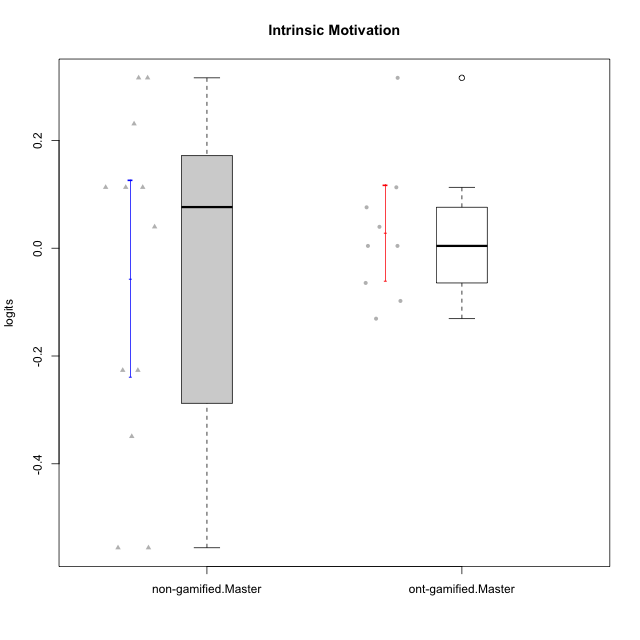 Intrinsic Motivation
logits
0.2
0.0
-0.2
-0.4
non-gamified.Master
ont-gamified.Master